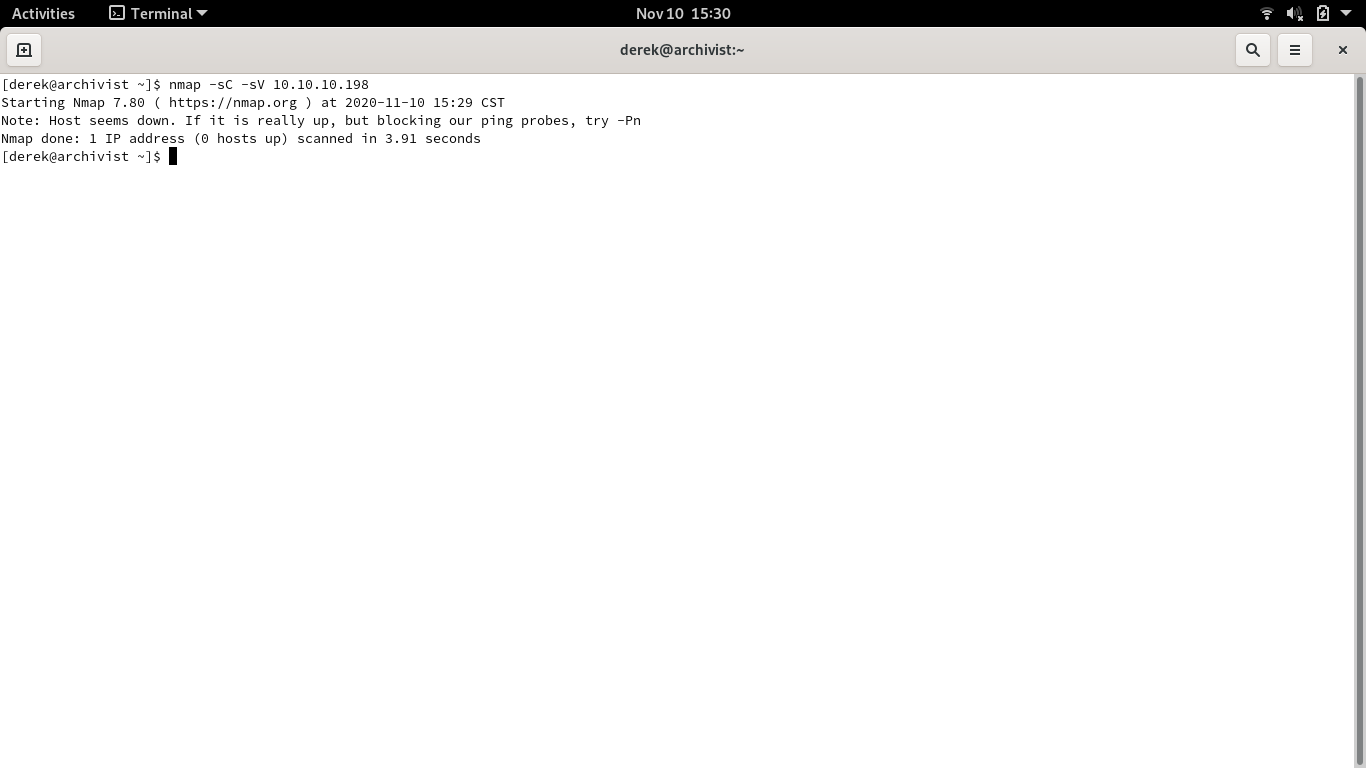 Activities Terminal Nov 10 15:30
derek@archivist:~
[derek@archivist ~]$ nmap -sC -sV 10.10.10.198
Starting Nmap 7.80 ( https://nmap.org ) at 2020-11-10 15:29 CST
Note: Host seems down. If it is really up, but blocking our ping probes, try -Pn
Nmap done: 1 IP address (0 hosts up) scanned in 3.91 seconds
[derek@archivist ~]$